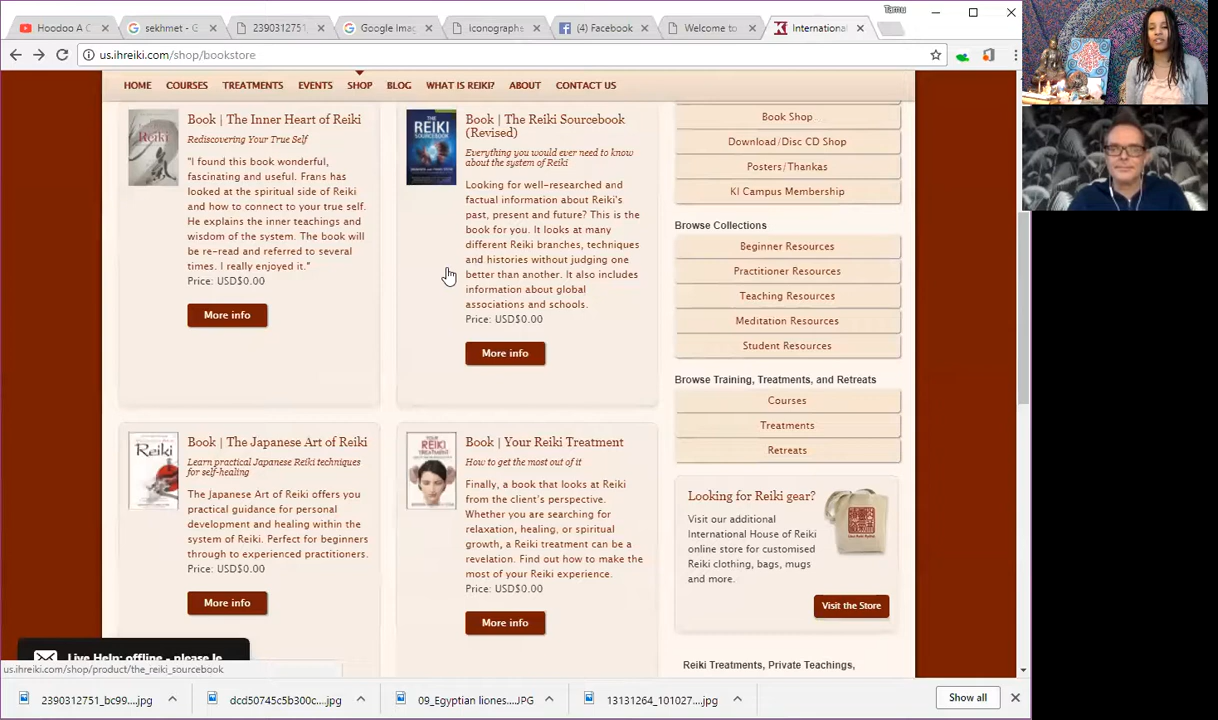 Tamu
Hoodoo A C
sekhmet - G
2390312751
Google Imag
Iconographe
(4) Facebook
Welcome to
International
us.ihreiki.com/shop/bookstore
HOME COURSES TREATMENTS EVENTS SHOP BLOG WHAT IS REIKI? ABOUT CONTACT US
Book | The Inner Heart of Reiki
Rediscovering Your True Self
"I found this book wonderful,
fascinating and useful. Frans has
looked at the spiritual side of Reiki
and how to connect to your true self.
He explains the inner teachings and
wisdom of the system. The book will
be re-read and referred to several
times. I really enjoyed it."
Price: USD$0.00
More info
THE
REIKI
SOURCEBOOK
Book | The Reiki Sourcebook
(Revised)
Everything you would ever need to know
about the system of Reiki
Looking for well-researched and
factual information about Reiki's
past, present and future? This is the
book for you. It looks at many
different Reiki branches, techniques
and histories without judging one
better than another. It also includes
information about global
associations and schools.
Price: USD$0.00
More info
Reiki
Book | The Japanese Art of Reiki
Learn practical Japanese Reiki techniques
for self-healing
The Japanese Art of Reiki offers you
practical guidance for personal
development and healing within the
system of Reiki. Perfect for beginners
through to experienced practitioners.
Price: USD$0.00
More info
YOUR
REIKI
TREATMENT
Book | Your Reiki Treatment
How to get the most out of it
Finally, a book that looks at Reiki
from the client's perspective.
Whether you are searching for
relaxation, healing, or spiritual
growth, a Reiki treatment can be a
revelation. Find out how to make the
most of your Reiki experience.
Price: USD$0.00
More info
Book Shop
Download/Disc CD Shop
Posters/Thankas
KI Campus Membership
Browse Collections
Beginner Resources
Practitioner Resources
Teaching Resources
Meditation Resources
Student Resources
Browse Training, Treatments, and Retreats
Courses
Treatments
Retreats
Looking for Reiki gear?
Visit our additional
International House of Reiki
online store for customised
Reiki clothing, bags, mugs
and more.
Visit the Store
Reiki Treatments, Private Teachings,
Live Help: offline - please le
us.ihreiki.com/shop/product/the_reiki_sourcebook
2390312751_bc99....jpg
dcd50745c5b300c....jpg
09_Egyptian liones....JPG
13131264_101027....jpg
Show all